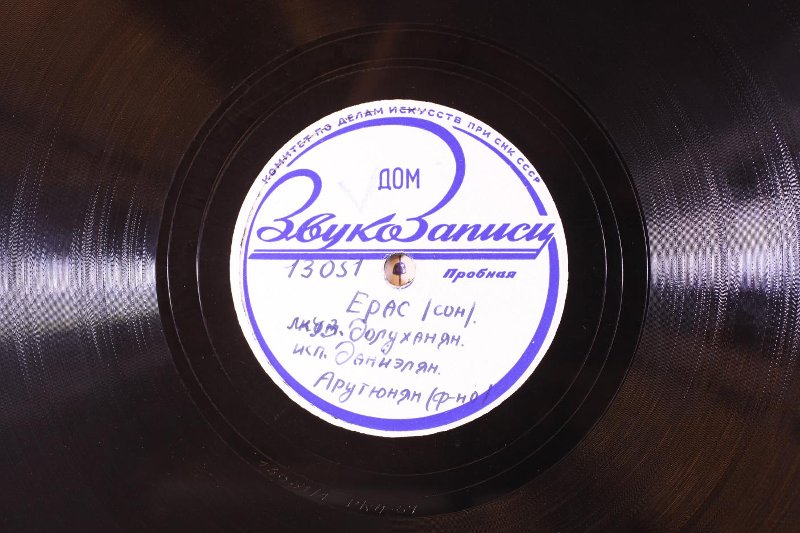 КОМИТЕТ ПО ДЕЛАМ ИСКУССТВ ПРИ СНК СССР
ДОМ
ЗвукоЗаписи
13051 Пробная
Ерас /сон/.
муз. Долуханян.
исп. Даниэлян.
Арутюнян (ф-но)